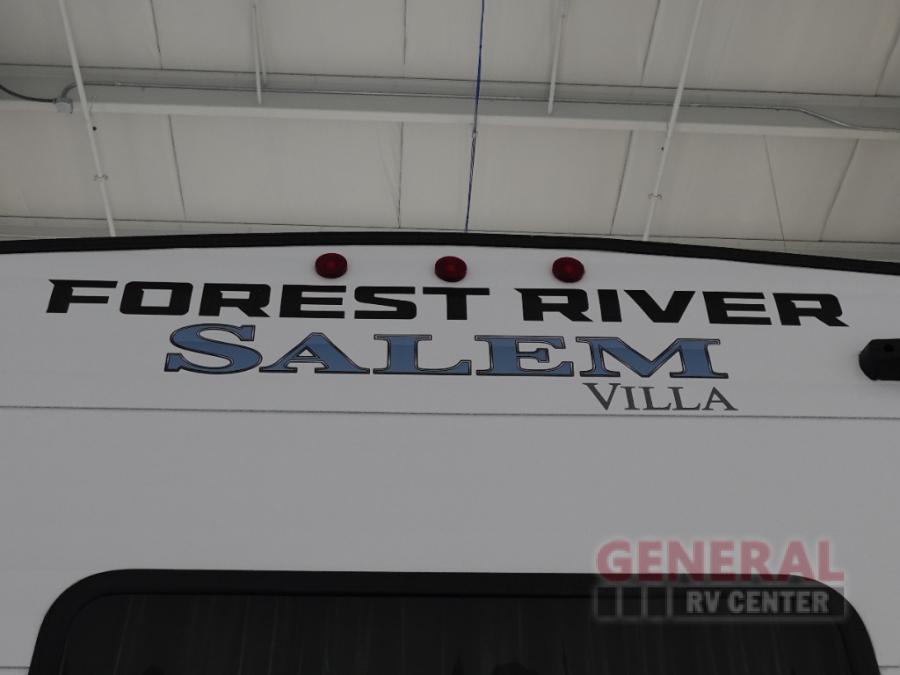 FOREST RIVER
SALEM
VILLA
GENERAL
RV CENTER